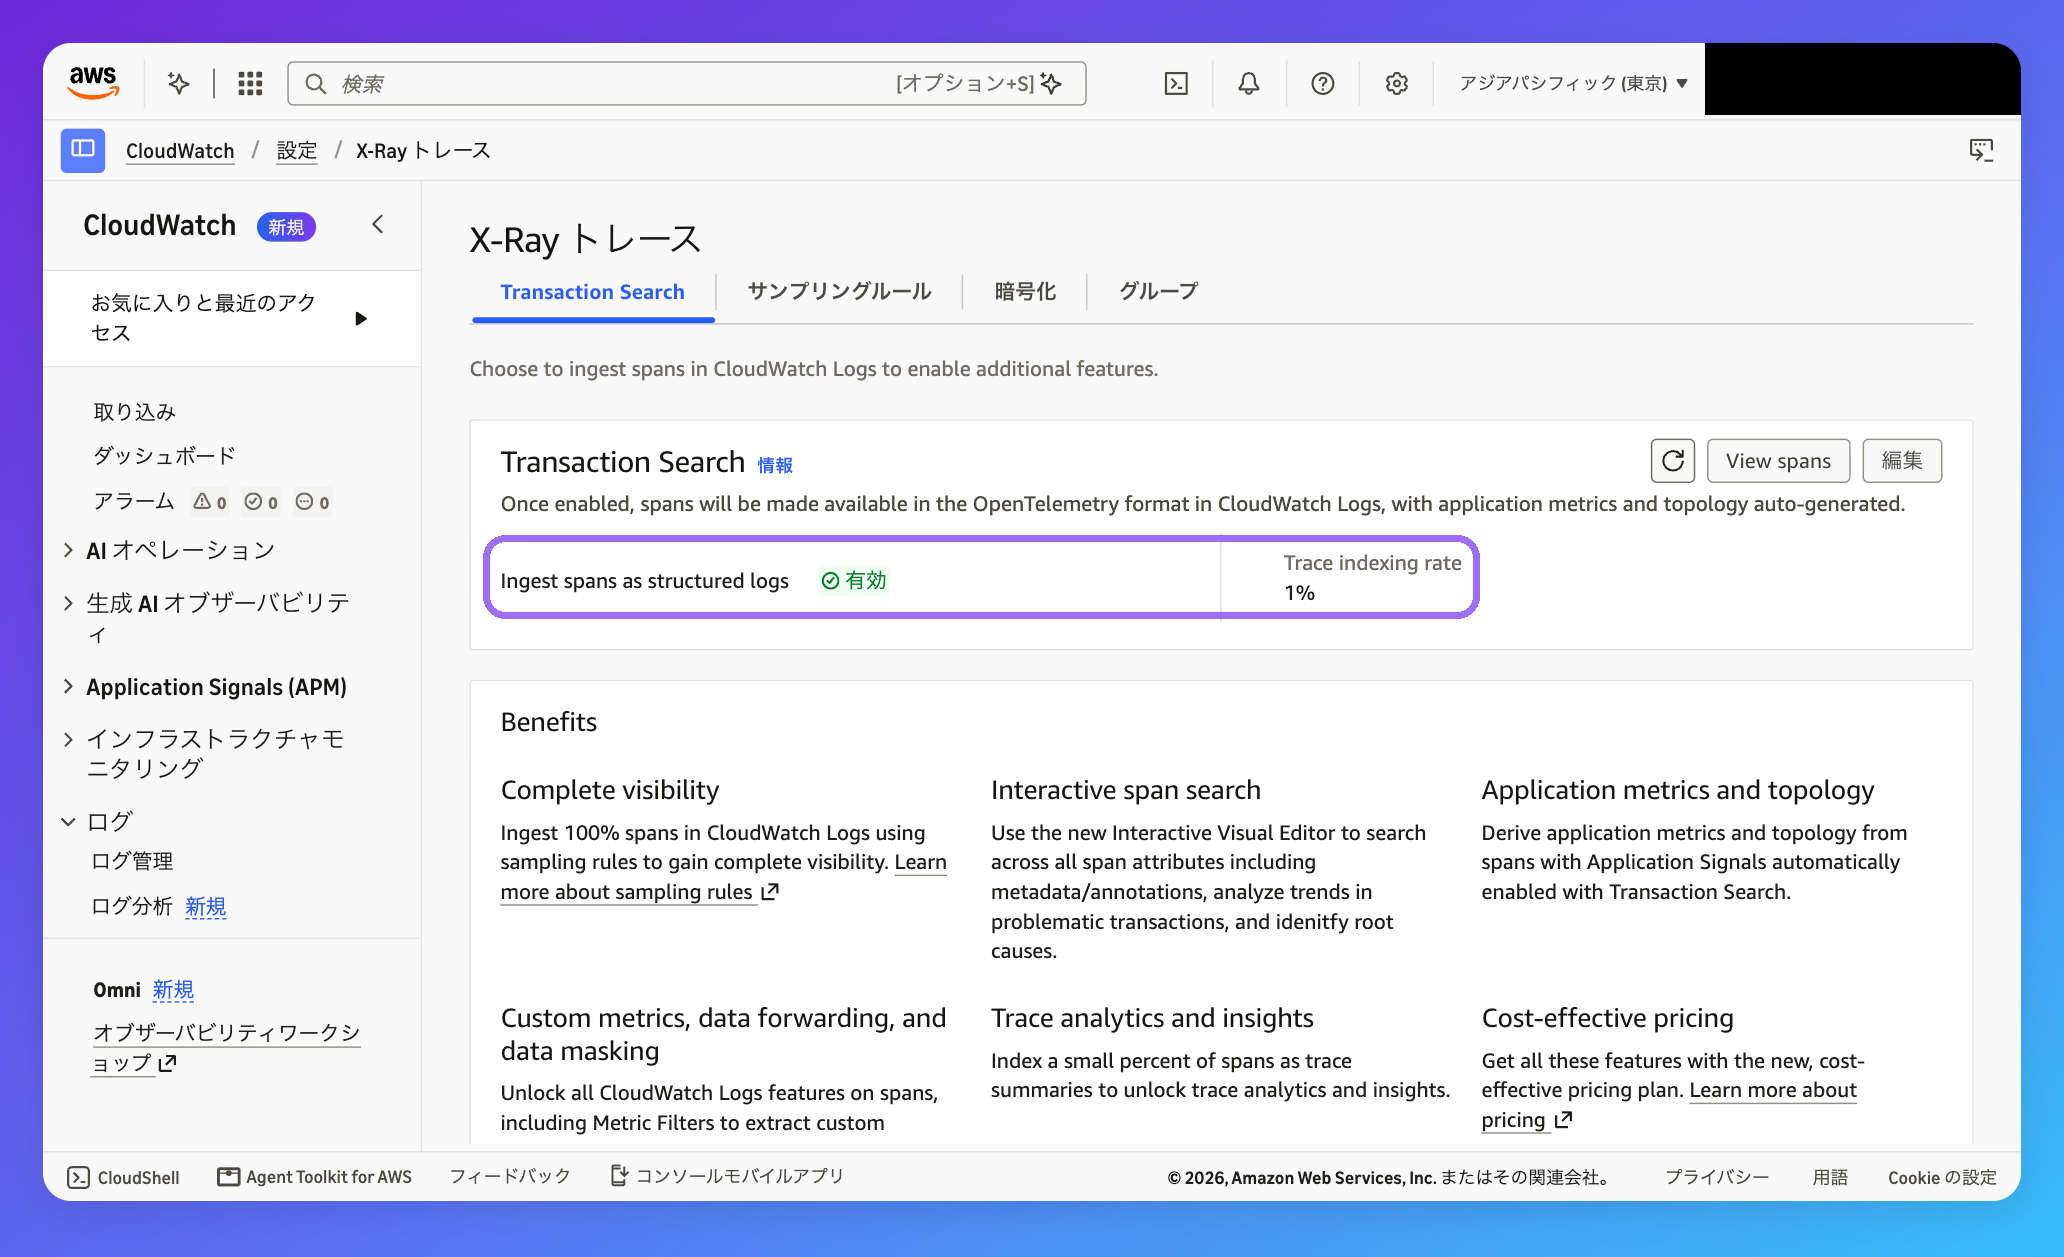 aws
検索
[オプション+S]
アジアパシフィック (東京) ▼
CloudWatch / 設定 / X-Ray トレース
CloudWatch 新規
お気に入りと最近のアク
セス
取り込み
ダッシュボード
アラーム 0 0 0
AI オペレーション
生成 AI オブザーバビリテ
ィ
Application Signals (APM)
インフラストラクチャモ
ニタリング
ログ
ログ管理
ログ分析 新規
Omni 新規
オブザーバビリティワークシ
ョップ
X-Ray トレース
Transaction Search
サンプリングルール
暗号化
グループ
Choose to ingest spans in CloudWatch Logs to enable additional features.
Transaction Search 情報
View spans
編集
Once enabled, spans will be made available in the OpenTelemetry format in CloudWatch Logs, with application metrics and topology auto-generated.
Ingest spans as structured logs 有効
Trace indexing rate
1%
Benefits
Complete visibility
Ingest 100% spans in CloudWatch Logs using
sampling rules to gain complete visibility. Learn
more about sampling rules
Interactive span search
Use the new Interactive Visual Editor to search
across all span attributes including
metadata/annotations, analyze trends in
problematic transactions, and idenitfy root
causes.
Application metrics and topology
Derive application metrics and topology from
spans with Application Signals automatically
enabled with Transaction Search.
Custom metrics, data forwarding, and
data masking
Unlock all CloudWatch Logs features on spans,
including Metric Filters to extract custom
Trace analytics and insights
Index a small percent of spans as trace
summaries to unlock trace analytics and insights.
Cost-effective pricing
Get all these features with the new, cost-
effective pricing plan. Learn more about
pricing
CloudShell
Agent Toolkit for AWS
フィードバック
コンソールモバイルアプリ
© 2026, Amazon Web Services, Inc. またはその関連会社。
プライバシー
用語
Cookie の設定